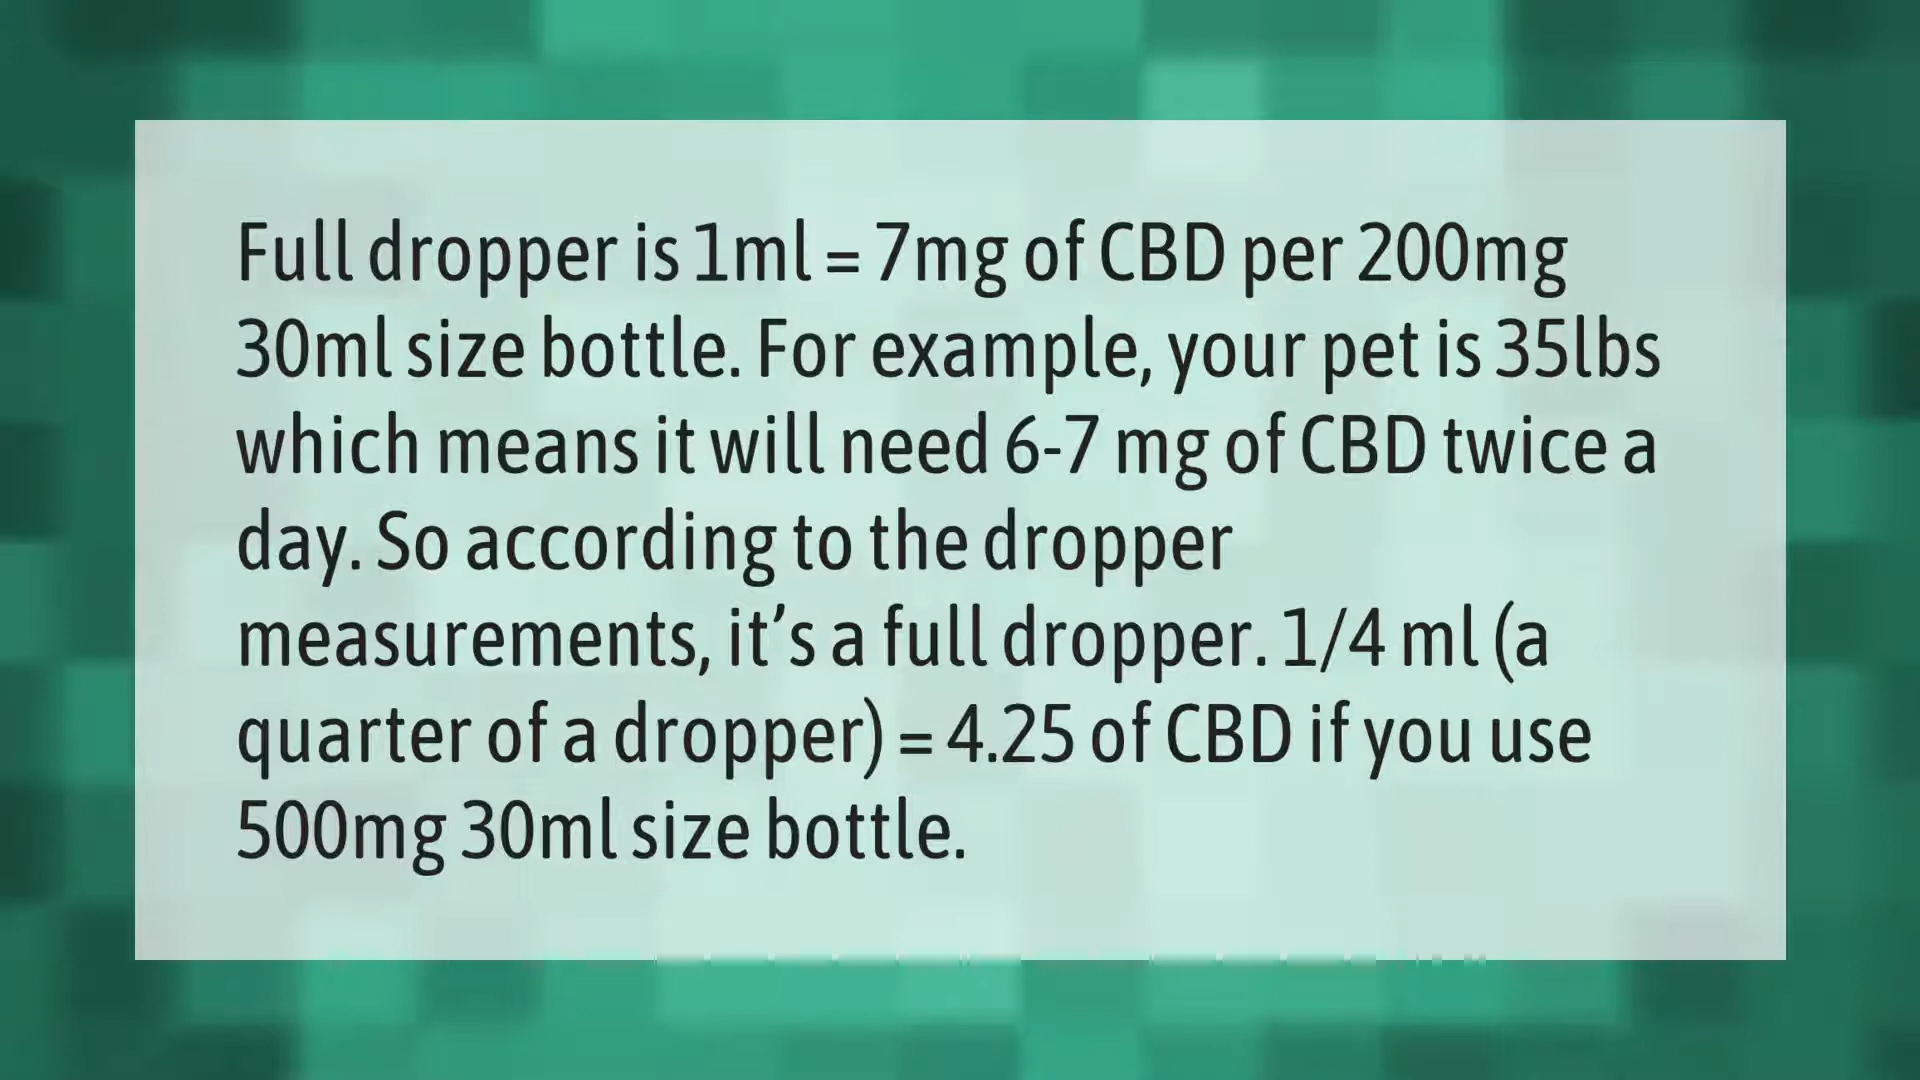 Full dropper is 1ml = 7mg of CBD per 200mg
30ml size bottle. For example, your pet is 35lbs
which means it will need 6-7 mg of CBD twice a
day. So according to the dropper
measurements, it’s a full dropper. 1/4 ml (a
quarter of a dropper) = 4.25 of CBD if you use
500mg 30ml size bottle.